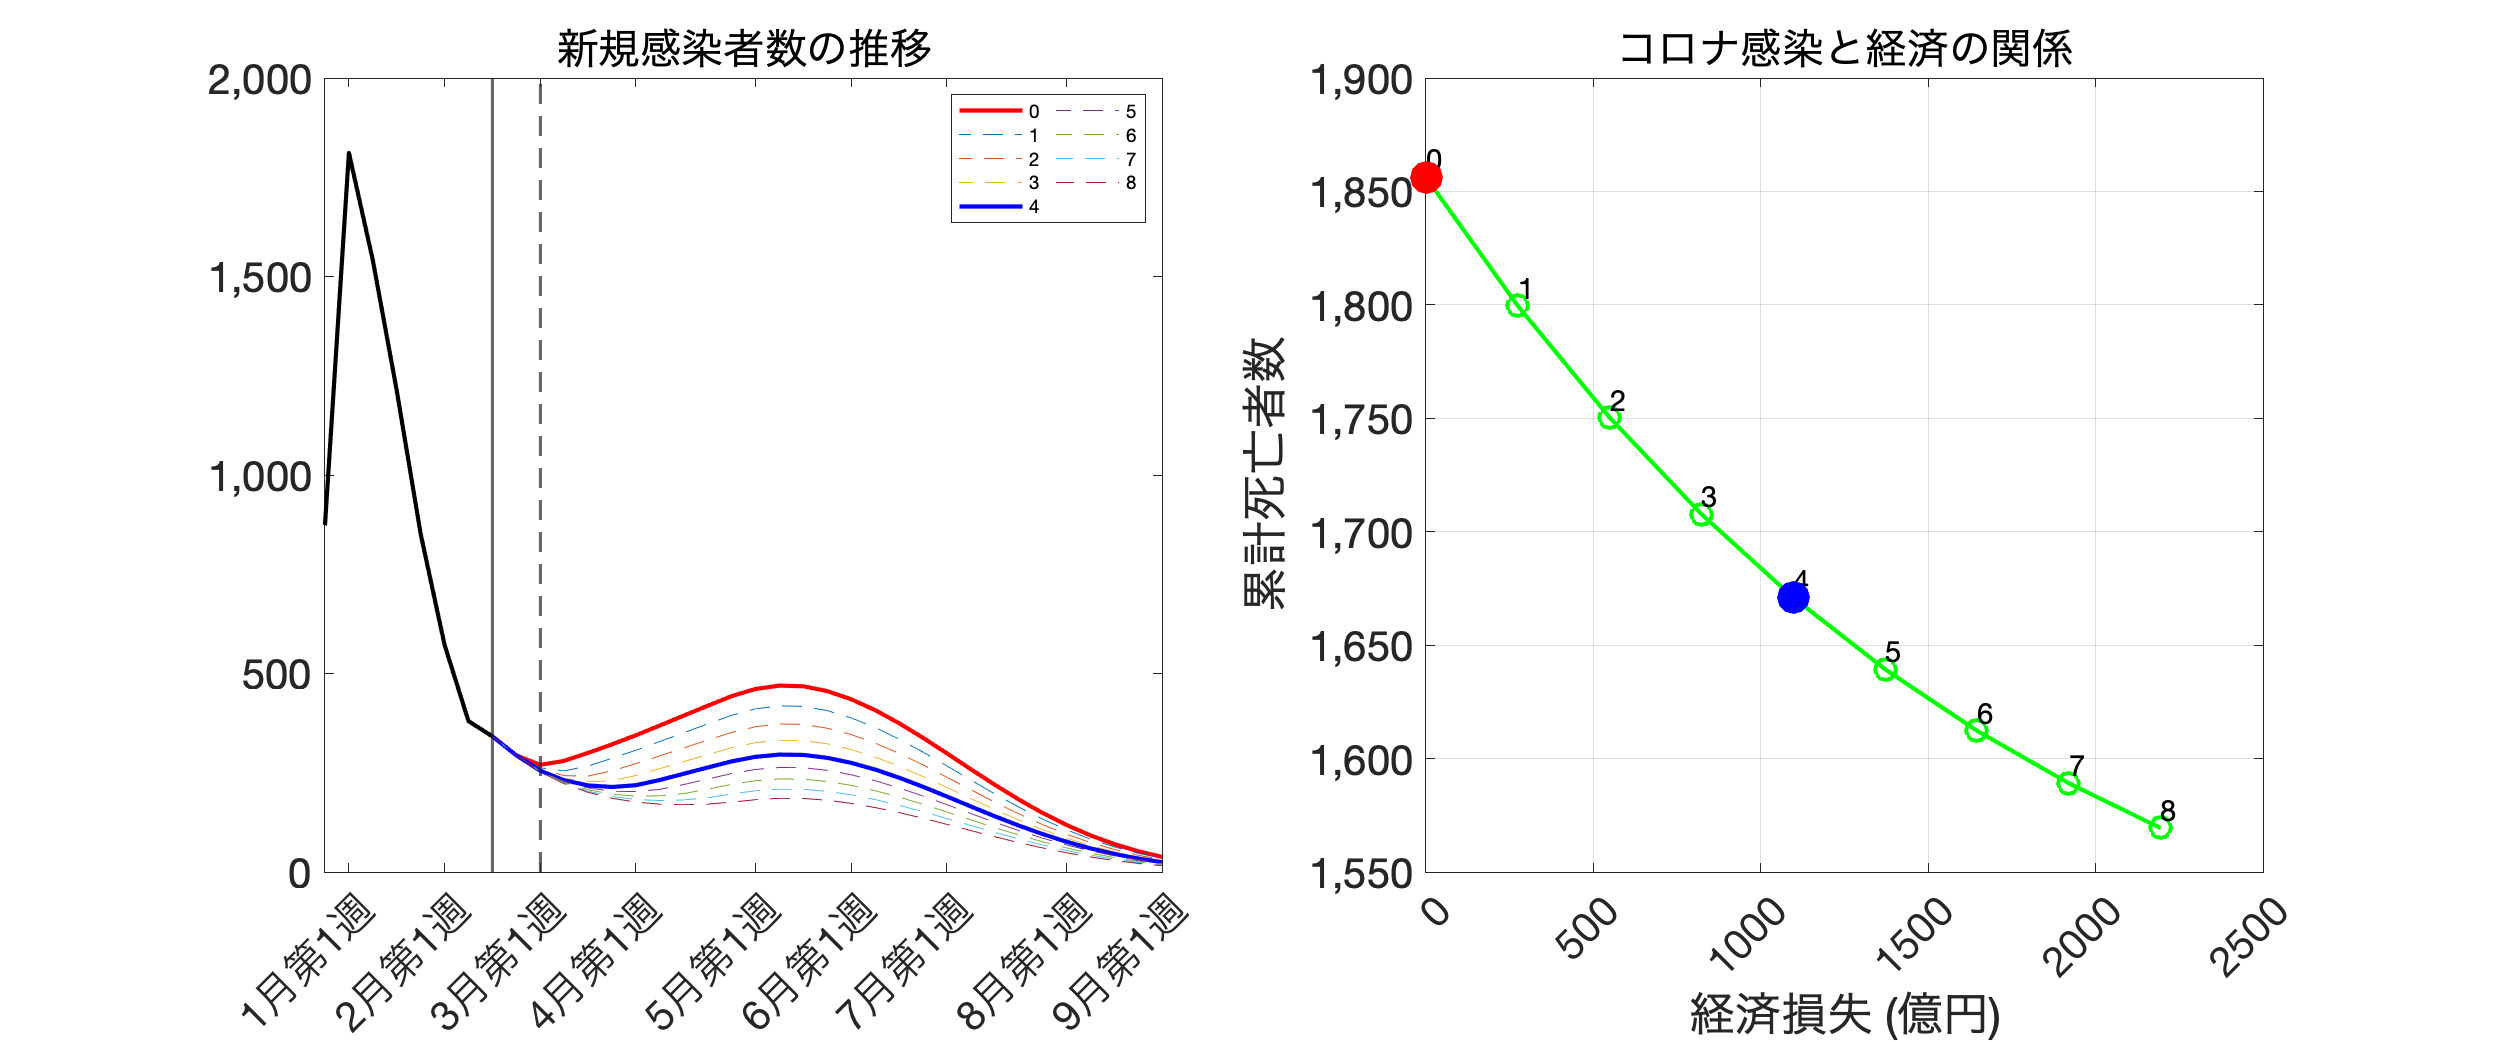 新規感染者数の推移
2,000
1,500
1,000
500
0
0
1
2
3
4
5
6
7
8
1月第1週
2月第1週
3月第1週
4月第1週
5月第1週
6月第1週
7月第1週
8月第1週
9月第1週
コロナ感染と経済の関係
累計死亡者数
1,900
1,850
1,800
1,750
1,700
1,650
1,600
1,550
0
1
2
3
4
5
6
7
8
0
500
1000
1500
2000
2500
経済損失 (億円)